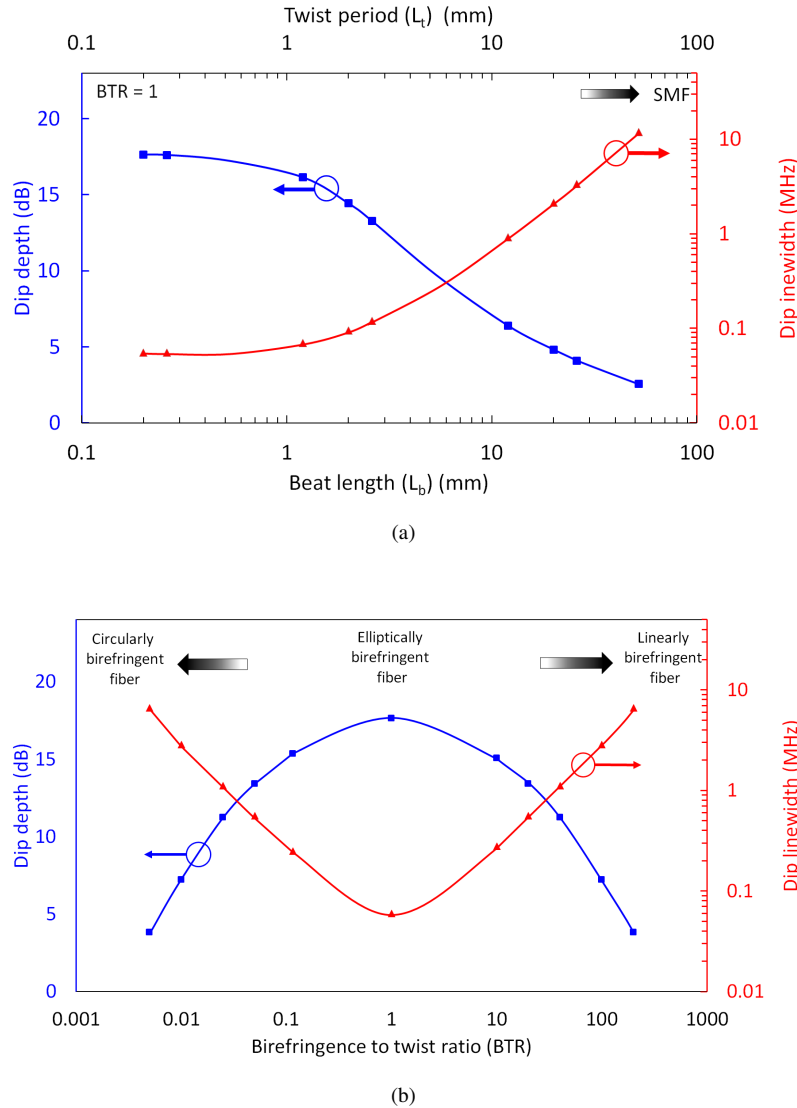 Twist period (Lt) (mm)
0.1 1 10 100
BTR = 1
SMF
20
15
10
5
0
Dip depth (dB)
10
1
0.1
0.01
Dip inewidth (MHz)
0.1 1 10 100
Beat length (Lb) (mm)
(a)
Circularly
birefringent
fiber
Elliptically
birefringent
fiber
Linearly
birefringent
fiber
20
15
10
5
0
Dip depth (dB)
10
1
0.1
0.01
Dip linewidth (MHz)
0.001 0.01 0.1 1 10 100 1000
Birefringence to twist ratio (BTR)
(b)